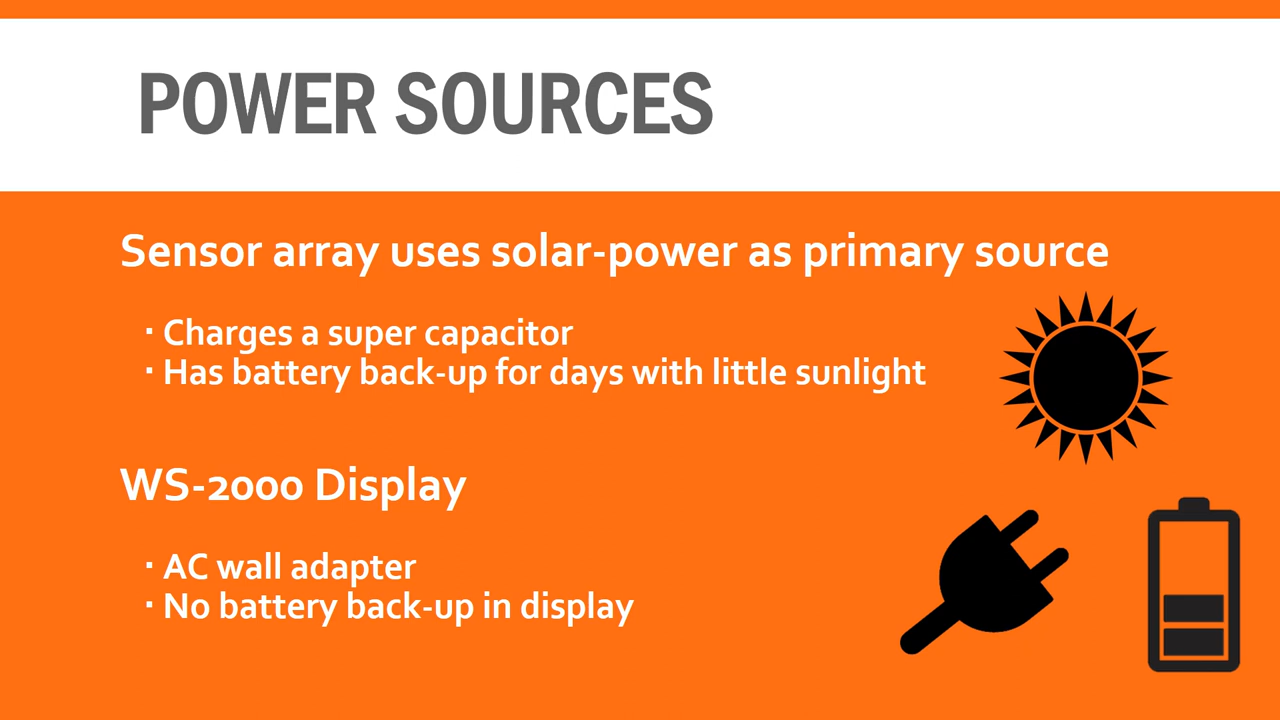 POWER SOURCES
Sensor array uses solar-power as primary source
▪ Charges a super capacitor
▪ Has battery back-up for days with little sunlight
WS-2000 Display
▪ AC wall adapter
▪ No battery back-up in display